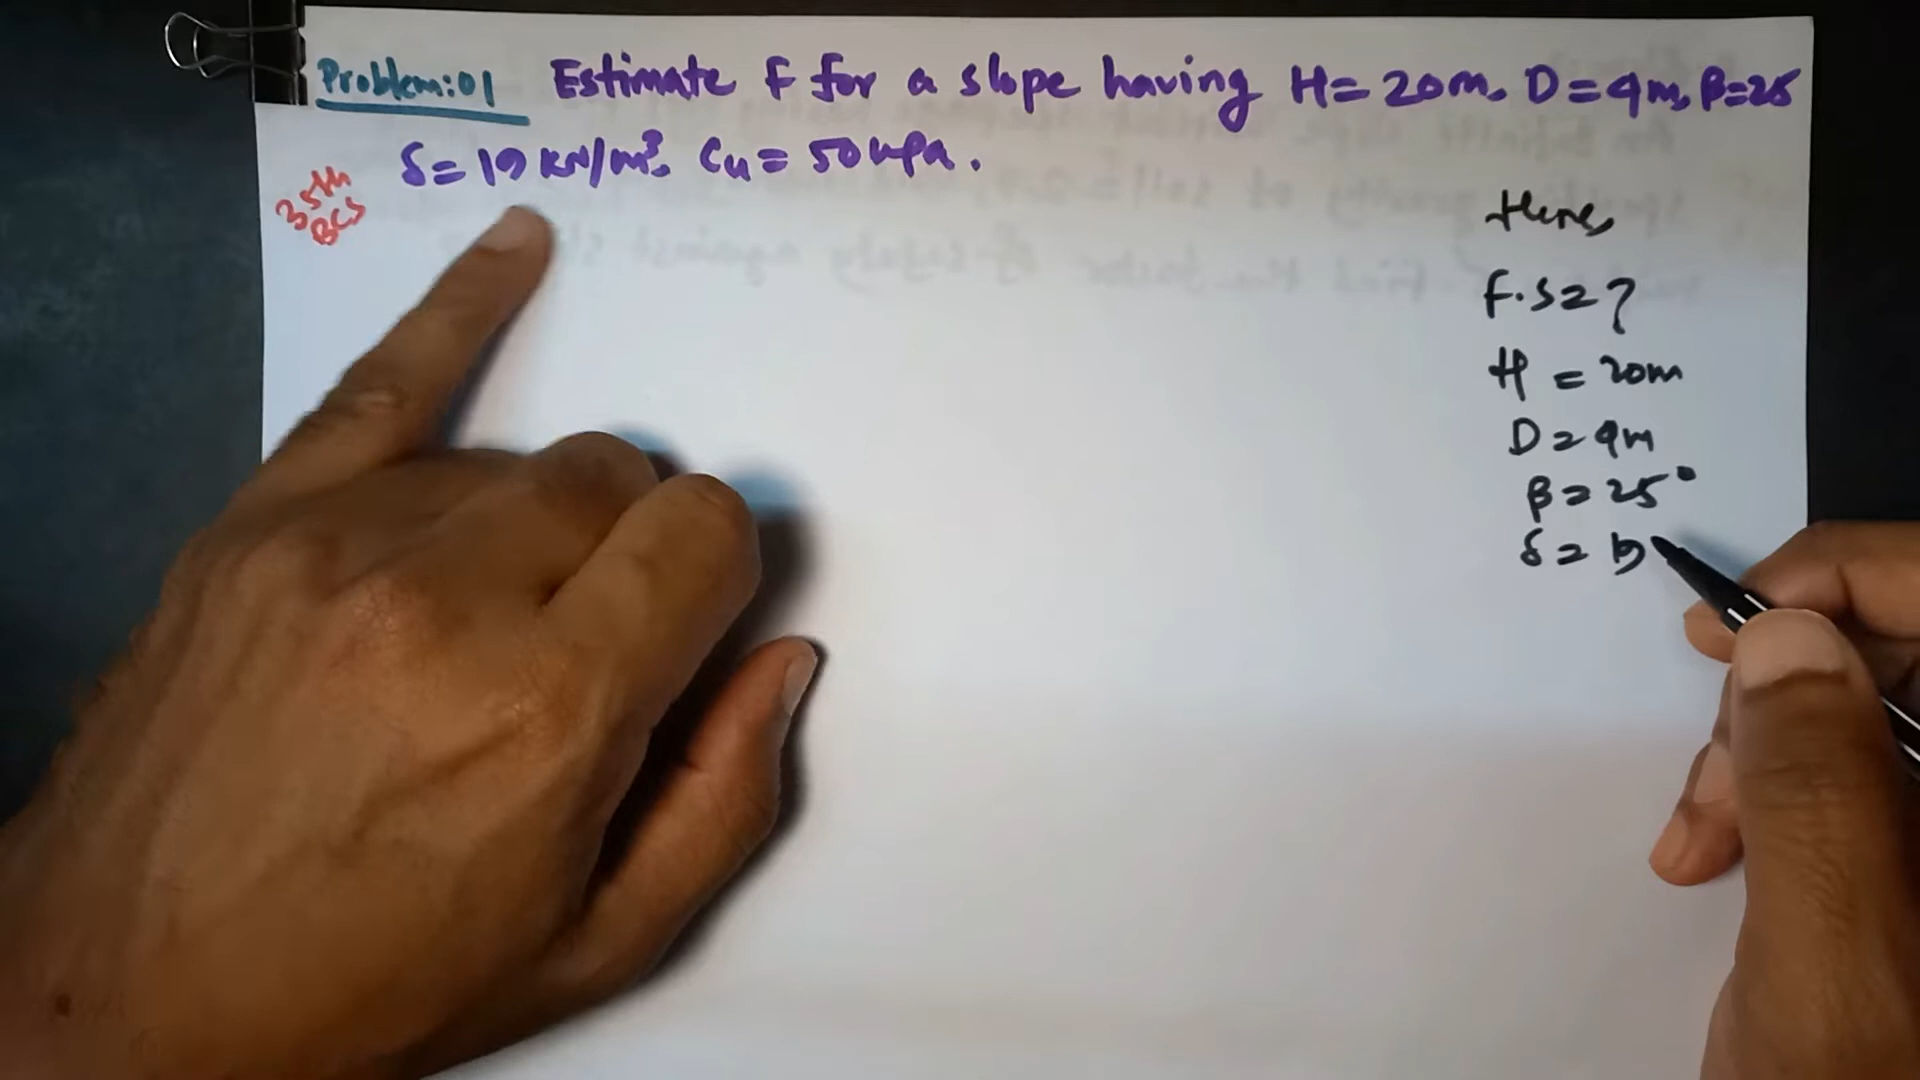 Problem:01 Estimate F for a slope having H=20m, D=4m, β=25
δ=19 kN/m³, Cu=50 kpa.
35th
BCS
Here,
F.S=?
H = 20m
D=4m
β=25°
δ=19